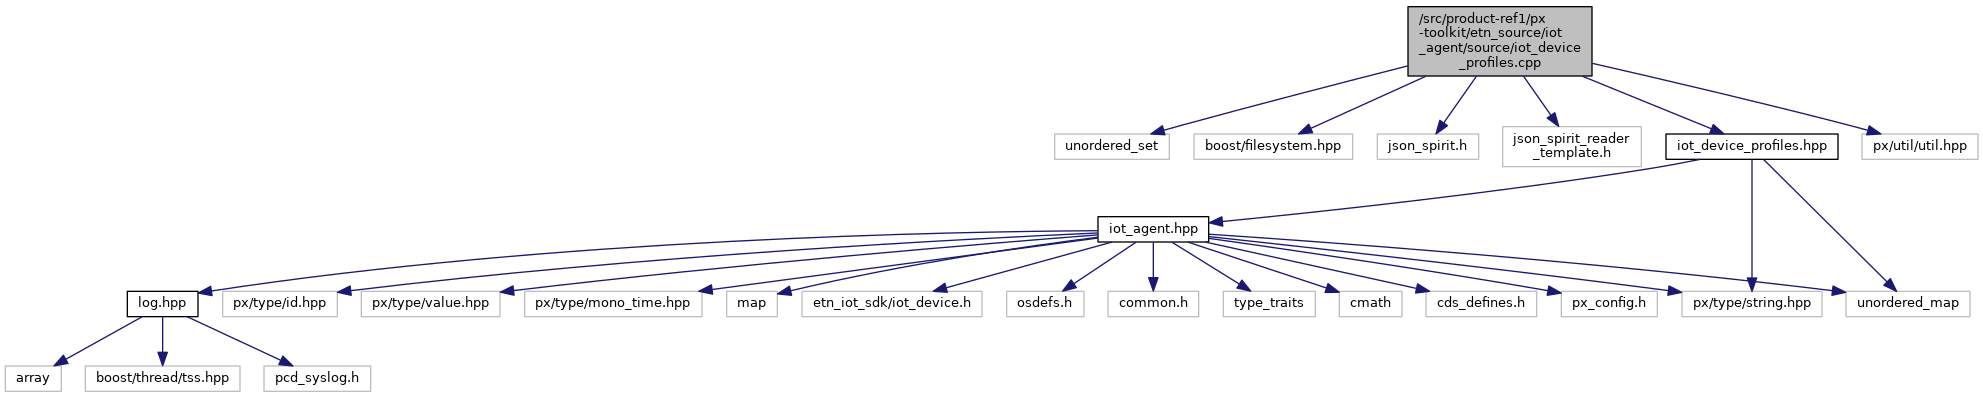 /src/product-ref1/px
-toolkit/etn_source/iot
_agent/source/iot_device
_profiles.cpp
unordered_set
boost/filesystem.hpp
json_spirit.h
json_spirit_reader
_template.h
iot_device_profiles.hpp
px/util/util.hpp
iot_agent.hpp
log.hpp
px/type/id.hpp
px/type/value.hpp
px/type/mono_time.hpp
map
etn_iot_sdk/iot_device.h
osdefs.h
common.h
type_traits
cmath
cds_defines.h
px_config.h
px/type/string.hpp
unordered_map
array
boost/thread/tss.hpp
pcd_syslog.h